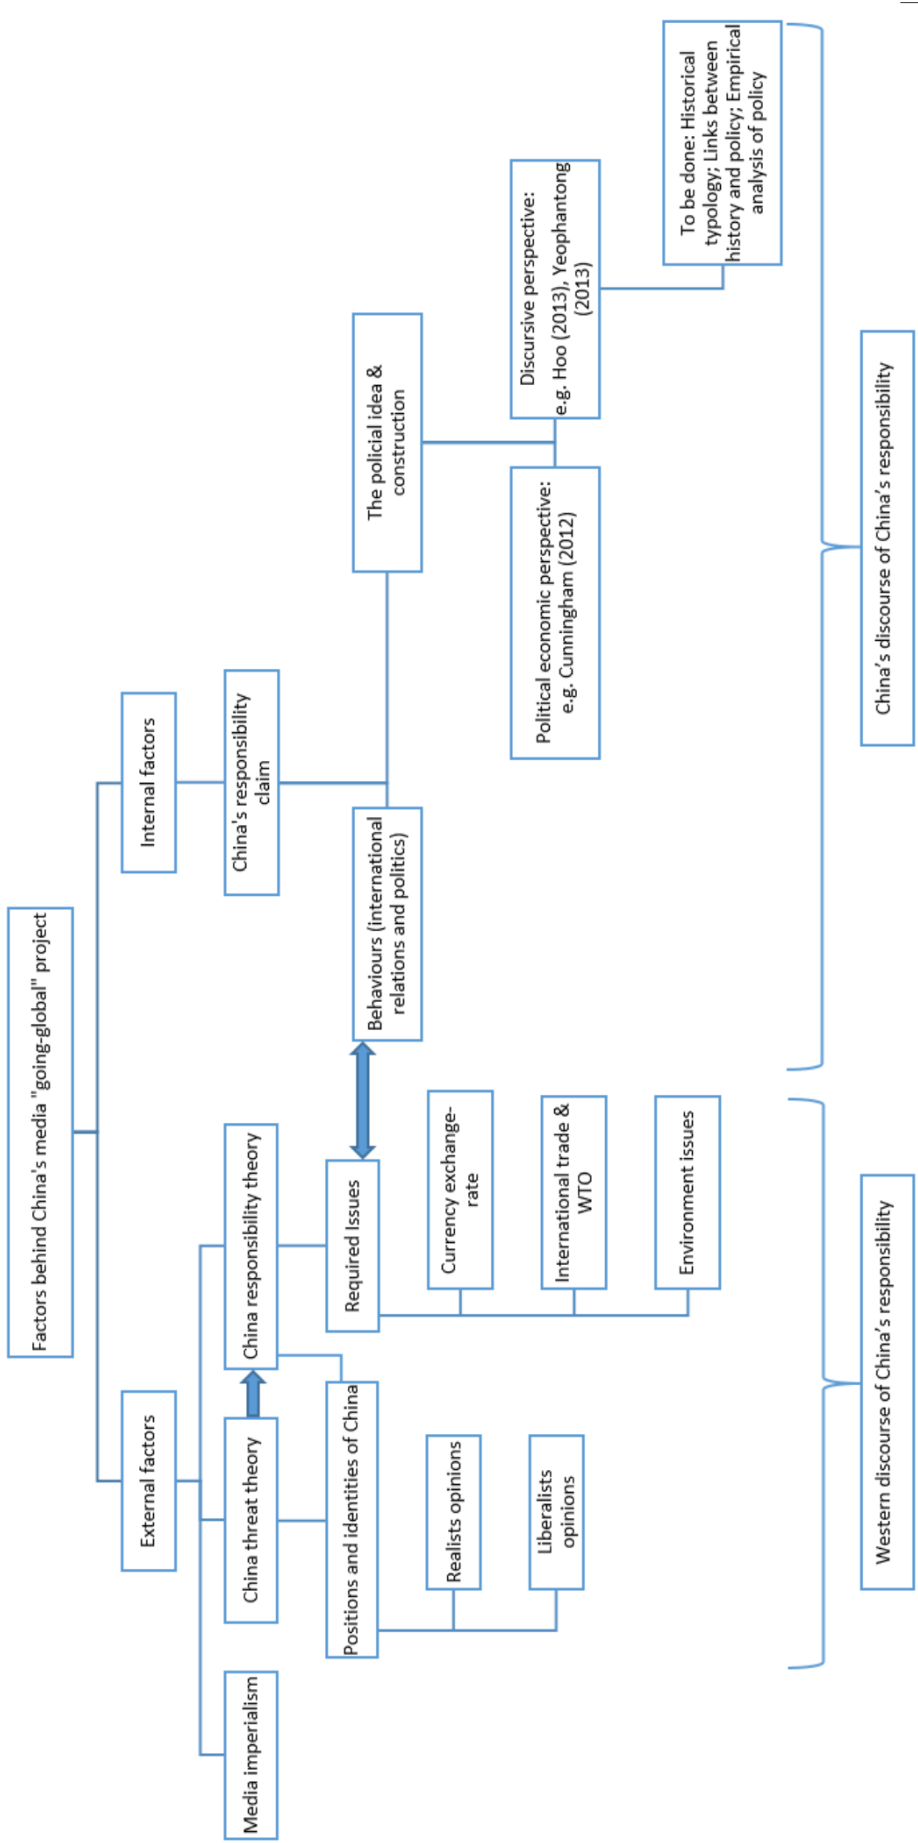 Factors behind China's media "going-global" project
External factors
Internal factors
Media imperialism
China threat theory
China responsibility theory
China's responsibility
claim
Positions and identities of China
Required Issues
Behaviours (international
relations and politics)
The policial idea &
construction
Realists opinions
Liberalists
opinions
Currency exchange-
rate
International trade &
WTO
Environment issues
Political economic perspective:
e.g. Cunningham (2012)
Discursive perspective:
e.g. Hoo (2013), Yeophantong
(2013)
To be done: Historical
typology; Links between
history and policy; Empirical
analysis of policy
Western discourse of China's responsibility
China's discourse of China's responsibility